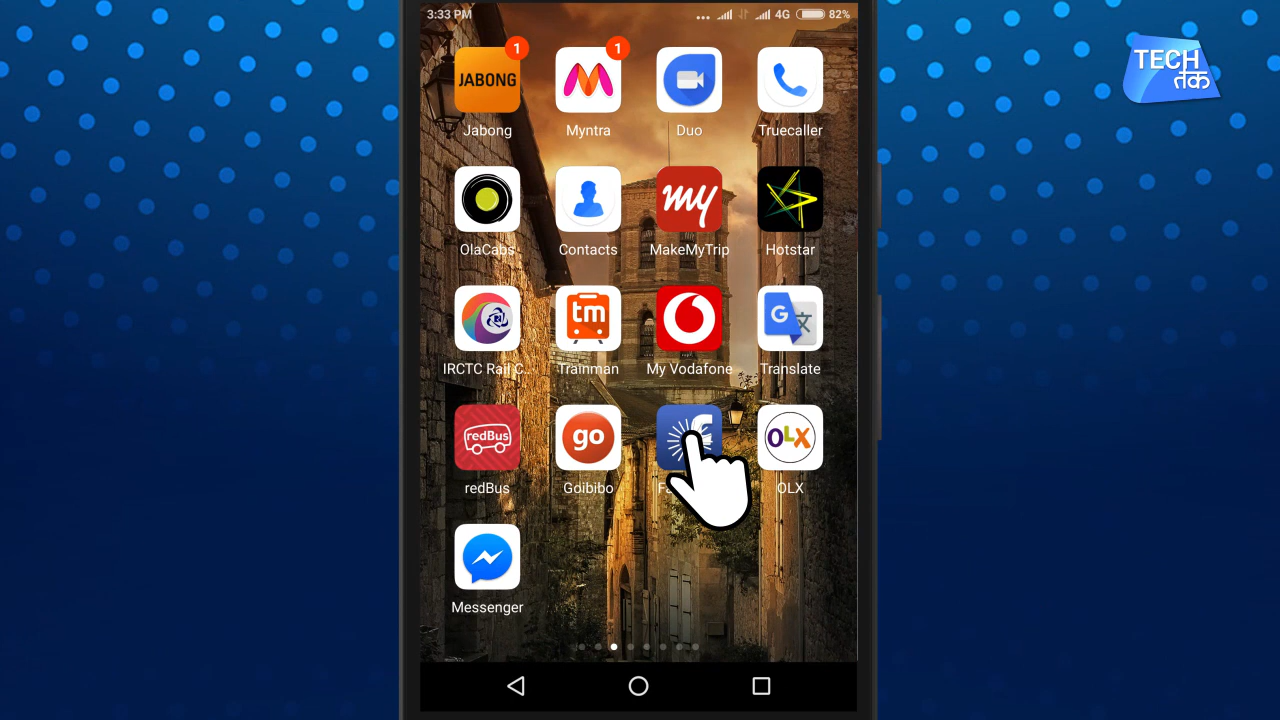 3:33 PM
4G
82%
TECH
तक
1
1
JABONG
Jabong
Myntra
Duo
Truecaller
my
OlaCabs
Contacts
MakeMyTrip
Hotstar
tm
G
文
IRCTC Rail C...
Trainman
My Vodafone
Translate
redBus
go
f
OLX
redBus
Goibibo
OLX
Messenger